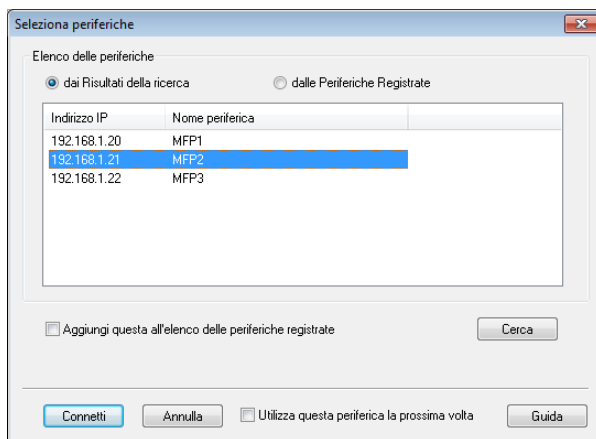 Seleziona periferiche
Elenco delle periferiche
dai Risultati della ricerca dalle Periferiche Registrate
Indirizzo IP Nome periferica
192.168.1.20 MFP1
192.168.1.21 MFP2
192.168.1.22 MFP3
Aggiungi questa all'elenco delle periferiche registrate Cerca
Connetti Annulla Utilizza questa periferica la prossima volta Guida